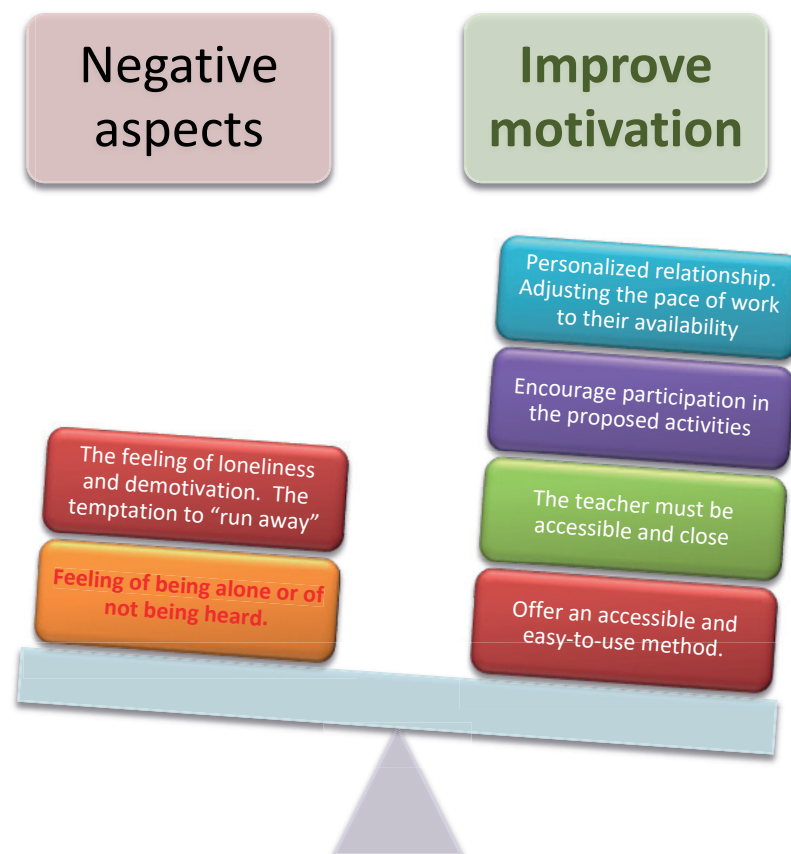 Negative
aspects
Improve
motivation
Personalized relationship.
Adjusting the pace of work
to their availability
Encourage participation in
the proposed activities
The teacher must be
accessible and close
Offer an accessible and
easy-to-use method.
The feeling of loneliness
and demotivation.  The
temptation to “run away”
Feeling of being alone or of
not being heard.